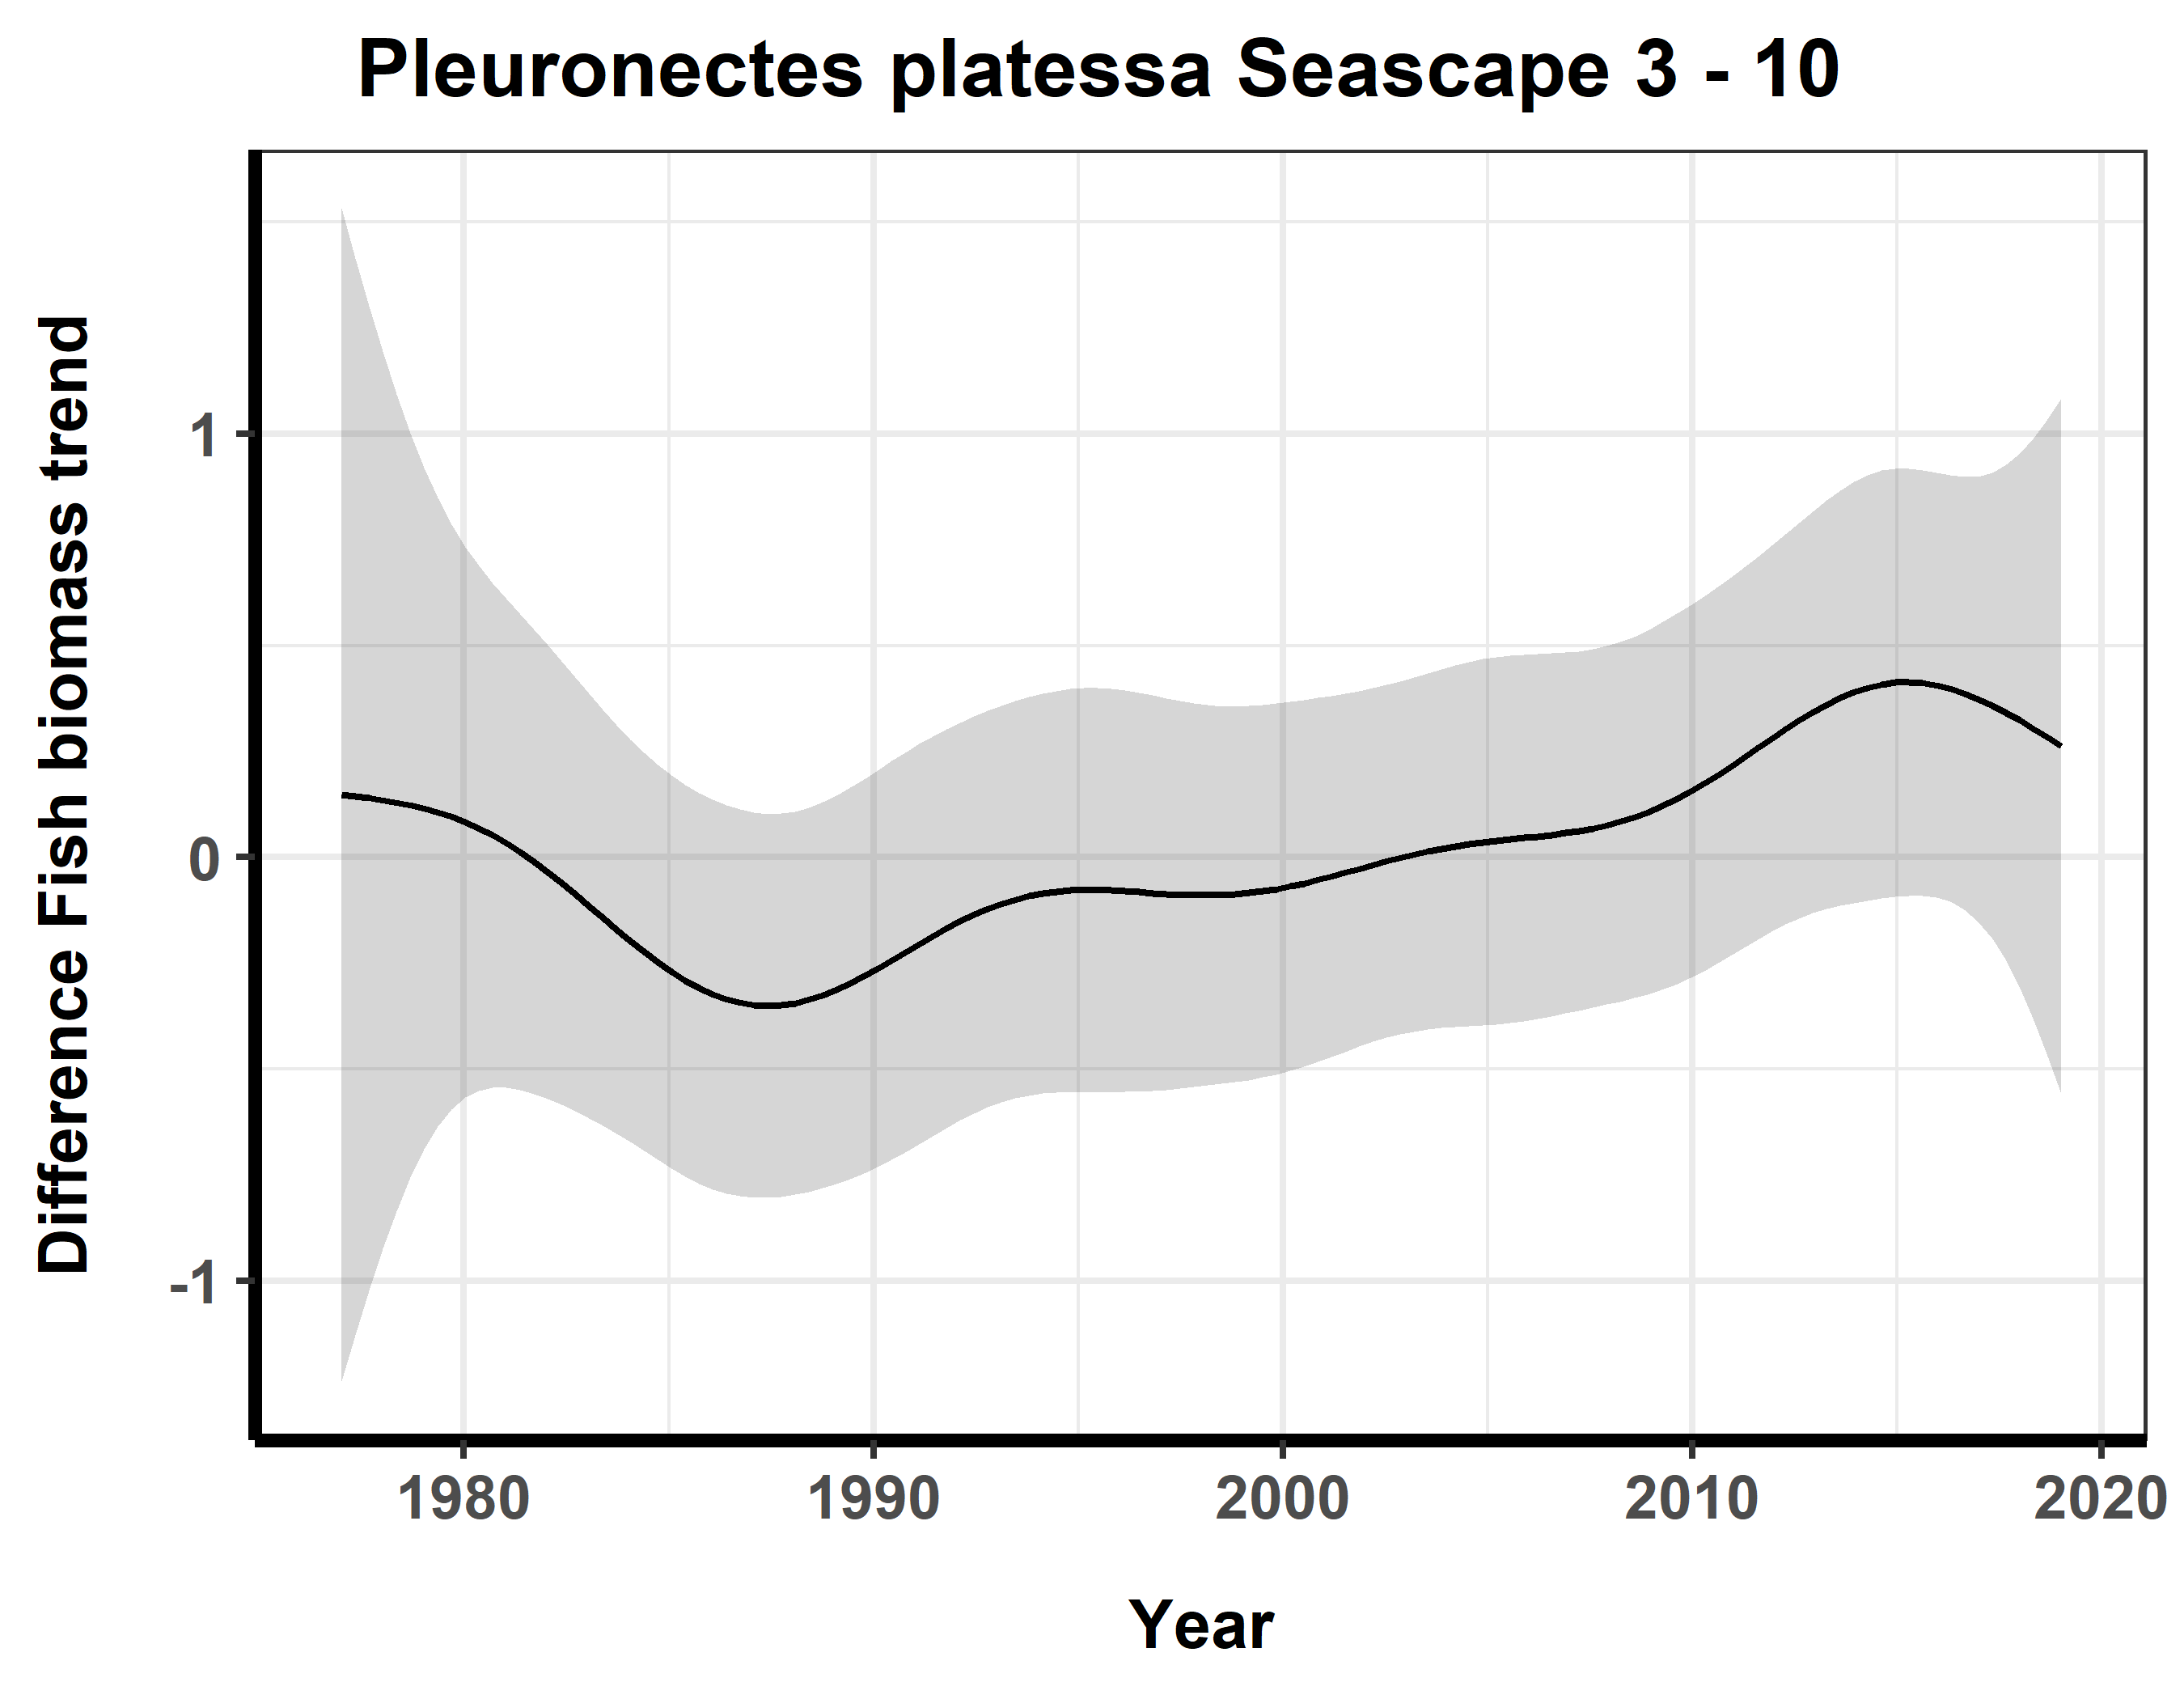 Pleuronectes platessa Seascape 3 - 10
Difference Fish biomass trend
1
0
-1
1980 1990 2000 2010 2020
Year